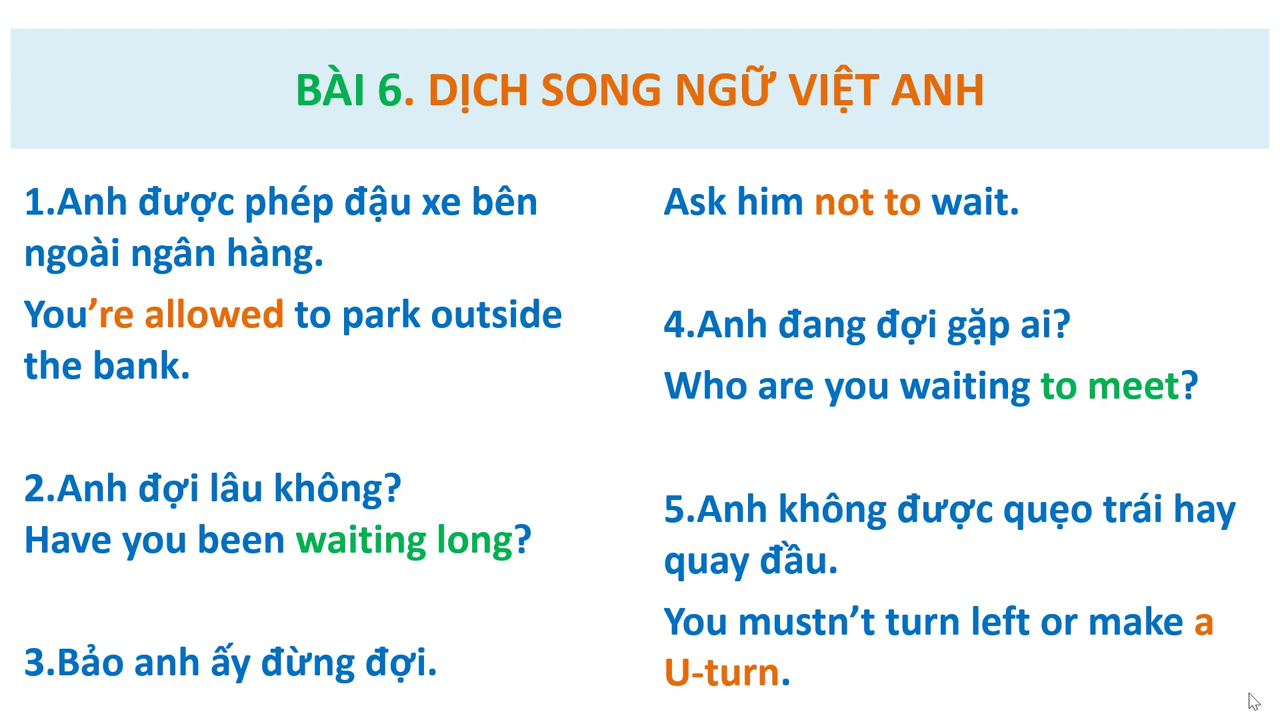 BÀI 6. DỊCH SONG NGỮ VIỆT ANH
1.Anh được phép đậu xe bên
ngoài ngân hàng.
You’re allowed to park outside
the bank.
2.Anh đợi lâu không?
Have you been waiting long?
3.Bảo anh ấy đừng đợi.
Ask him not to wait.
4.Anh đang đợi gặp ai?
Who are you waiting to meet?
5.Anh không được quẹo trái hay
quay đầu.
You mustn’t turn left or make a
U-turn.